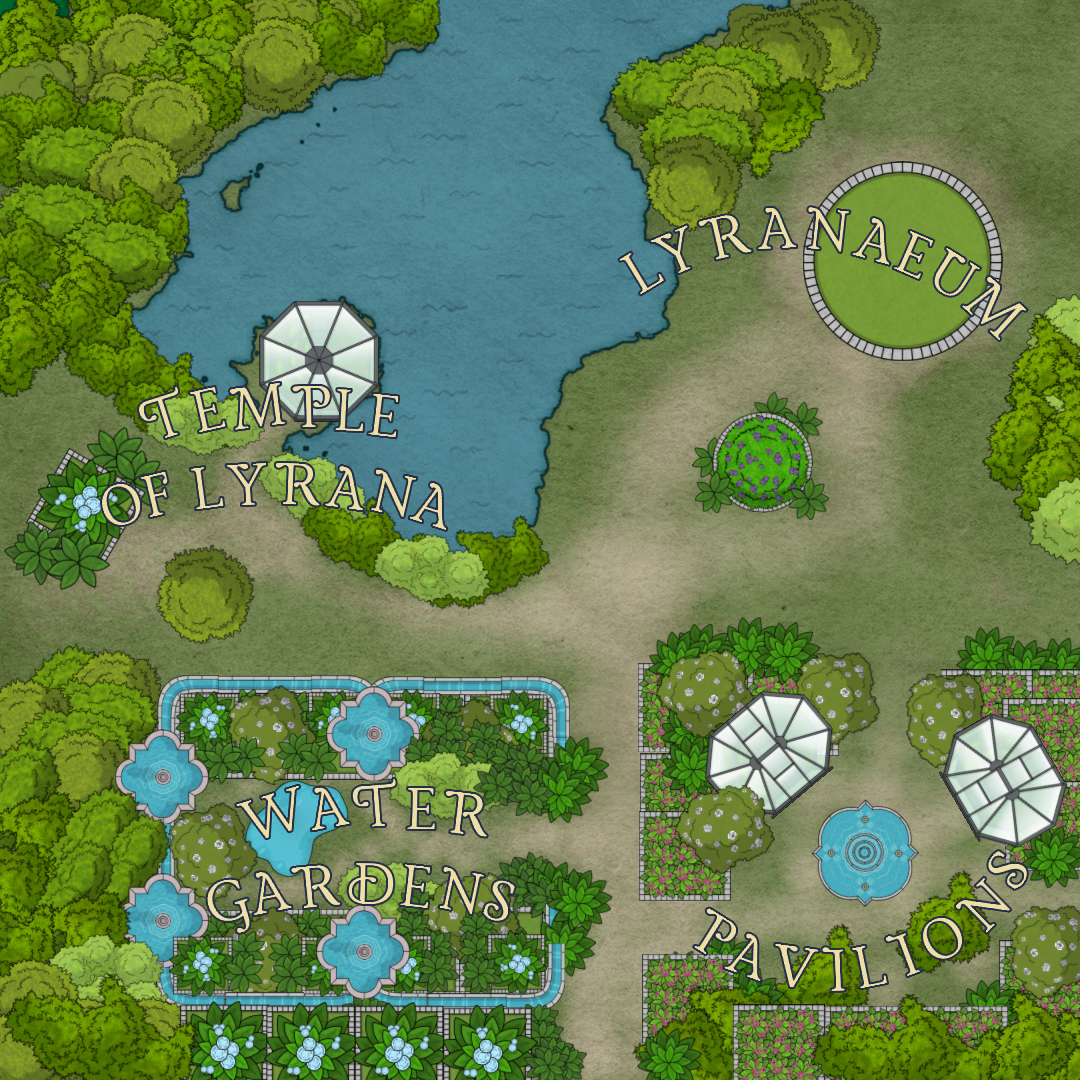 LYRANAEUM
TEMPLE
OF LYRANA
WATER
GARDENS
PAVILIONS